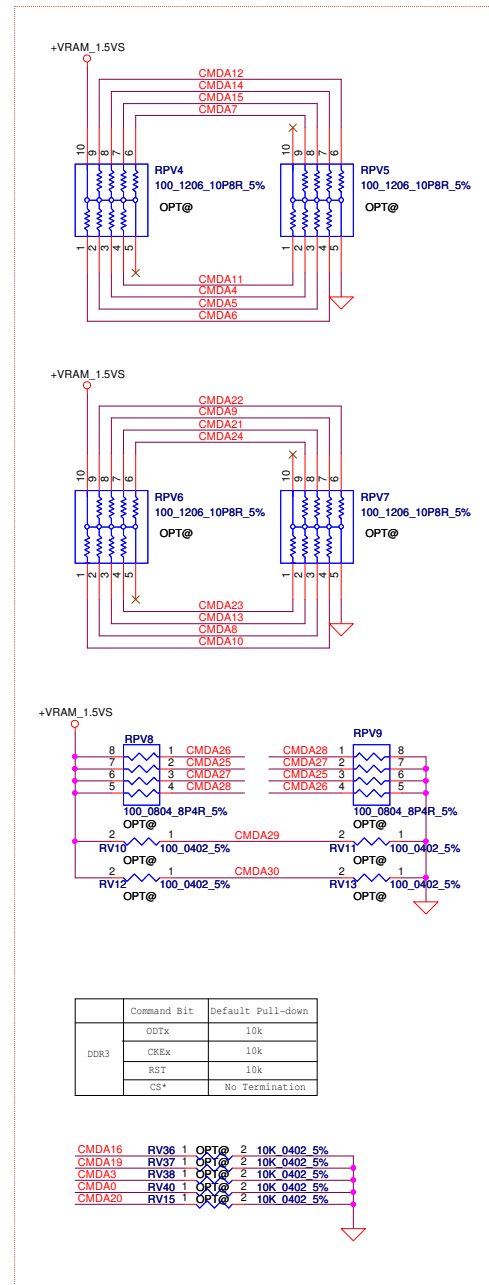 +VRAM_1.5VS
CMDA12
CMDA14
CMDA15
CMDA7
10 9 8 7 6
10 9 8 7 6
RPV4
100_1206_10P8R_5%
OPT@
RPV5
100_1206_10P8R_5%
OPT@
1 2 3 4 5
1 2 3 4 5
CMDA11
CMDA4
CMDA5
CMDA6
+VRAM_1.5VS
CMDA22
CMDA9
CMDA21
CMDA24
10 9 8 7 6
10 9 8 7 6
RPV6
100_1206_10P8R_5%
OPT@
RPV7
100_1206_10P8R_5%
OPT@
1 2 3 4 5
1 2 3 4 5
CMDA23
CMDA13
CMDA8
CMDA10
+VRAM_1.5VS
RPV8 RPV9
8 1 CMDA26 CMDA28 1 8
7 2 CMDA25 CMDA27 2 7
6 3 CMDA27 CMDA25 3 6
5 4 CMDA28 CMDA26 4 5
100_0804_8P4R_5% 100_0804_8P4R_5%
OPT@ OPT@
2 1 CMDA29 2 1
RV10 100_0402_5% RV11 100_0402_5%
OPT@ OPT@
2 1 CMDA30 2 1
RV12 100_0402_5% RV13 100_0402_5%
OPT@ OPT@
Command Bit Default Pull-down
DDR3
ODTx 10k
CKEx 10k
RST 10k
CS* No Termination
CMDA16 RV36 1 OPT@ 2 10K_0402_5%
CMDA19 RV37 1 OPT@ 2 10K_0402_5%
CMDA3 RV38 1 OPT@ 2 10K_0402_5%
CMDA0 RV40 1 OPT@ 2 10K_0402_5%
CMDA20 RV15 1 OPT@ 2 10K_0402_5%